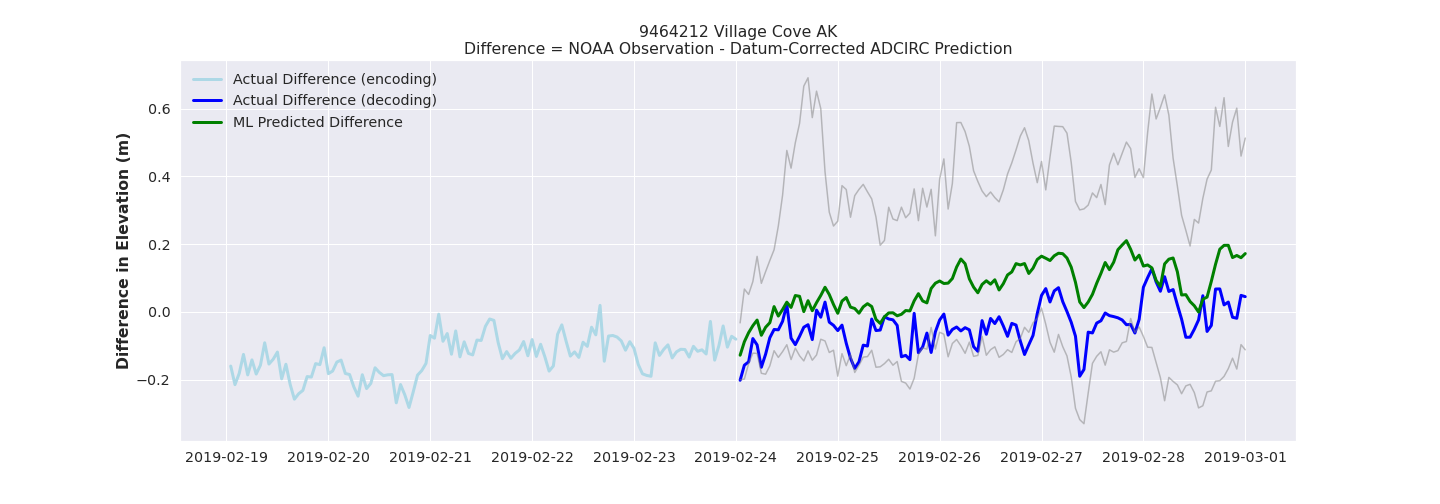 9464212 Village Cove AK
Difference = NOAA Observation - Datum-Corrected ADCIRC Prediction
Actual Difference (encoding)
Actual Difference (decoding)
ML Predicted Difference
Difference in Elevation (m)
0.6
0.4
0.2
0.0
−0.2
2019-02-19 2019-02-20 2019-02-21 2019-02-22 2019-02-23 2019-02-24 2019-02-25 2019-02-26 2019-02-27 2019-02-28 2019-03-01